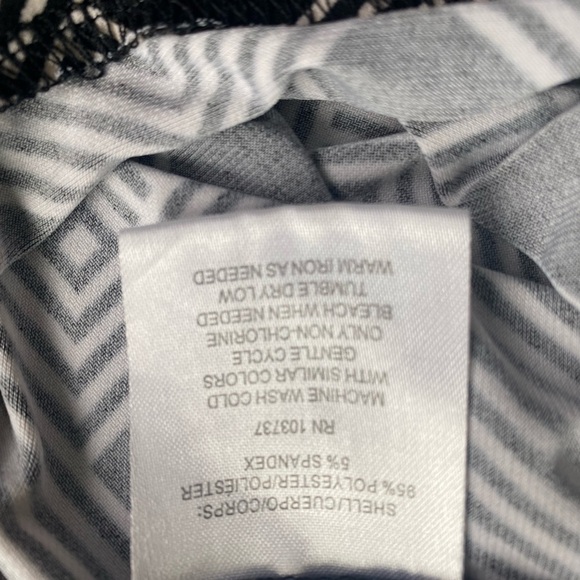 SHELL/CUERPO/CORPS:
95% POLYESTER/POLIESTER
5% SPANDEX
RN 103737
MACHINE WASH COLD
WITH SIMILAR COLORS
GENTLE CYCLE
ONLY NON-CHLORINE
BLEACH WHEN NEEDED
TUMBLE DRY LOW
WARM IRON AS NEEDED